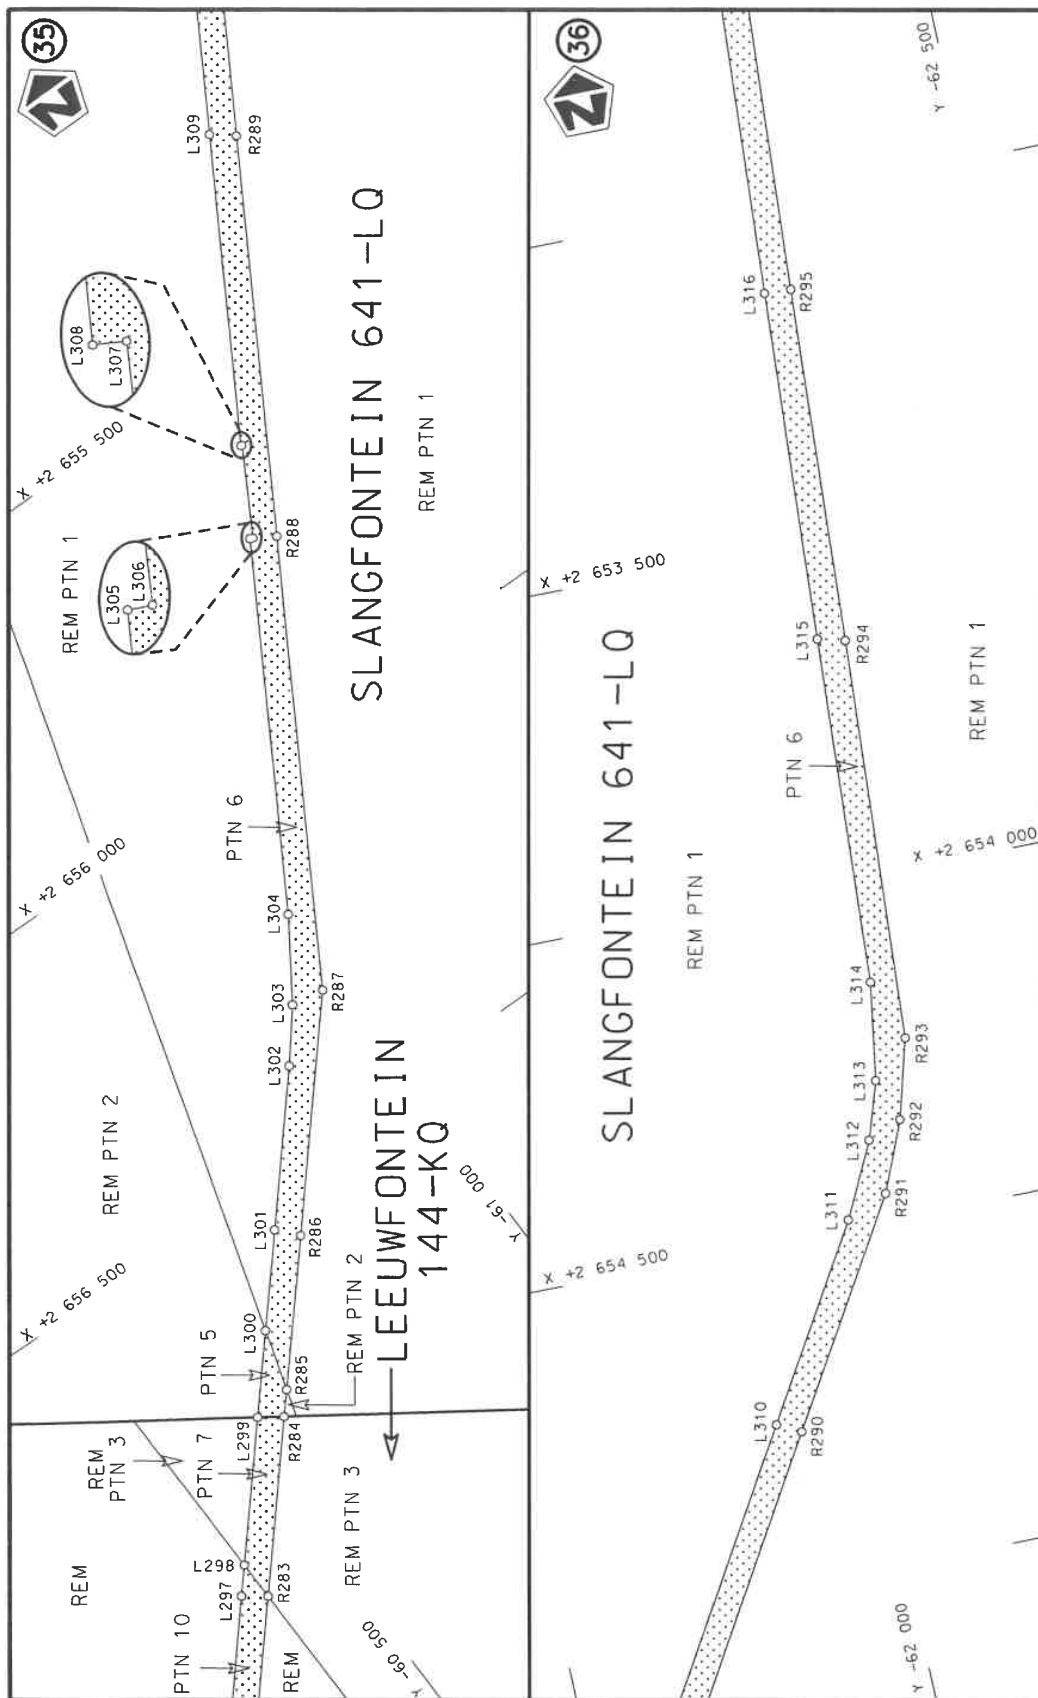 35
N
L309
R289
L308
L307
X +2 655 500
REM PTN 1
L305
L306
R288
SLANGFONTEIN 641-LQ
REM PTN 1
PTN 6
X +2 656 000
L304
L303
R287
L302
REM PTN 2
L301
R286
X +2 656 500
L300
PTN 5
R285
REM PTN 2
LEEUWFONTEIN
144-KQ
Y -61 000
L299
R284
REM
PTN 3
PTN 7
REM PTN 3
L298
L297
R283
REM
PTN 10
REM
Y -60 500
36
N
Y -62 500
L316
R295
X +2 653 500
L315
R294
SLANGFONTEIN 641-LQ
PTN 6
REM PTN 1
REM PTN 1
X +2 654 000
L314
R293
L313
R292
L312
R291
L311
X +2 654 500
L310
R290
Y -62 000